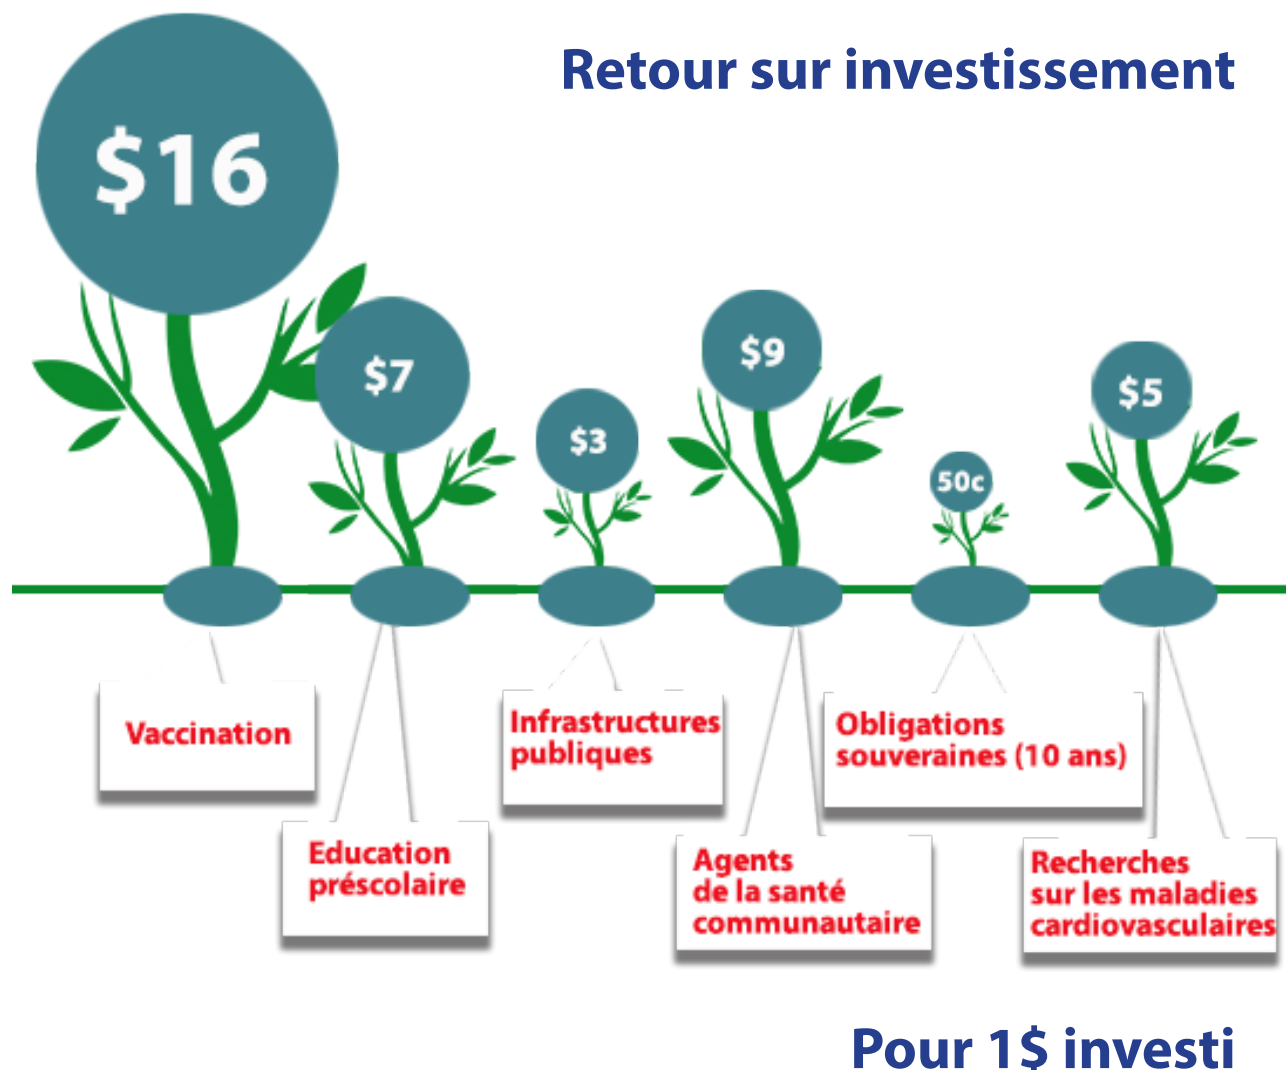 Retour sur investissement
$16
$7
$3
$9
50c
$5
Vaccination
Education
préscolaire
Infrastructures
publiques
Agents
de la santé
communautaire
Obligations
souveraines (10 ans)
Recherches
sur les maladies
cardiovasculaires
Pour 1$ investi